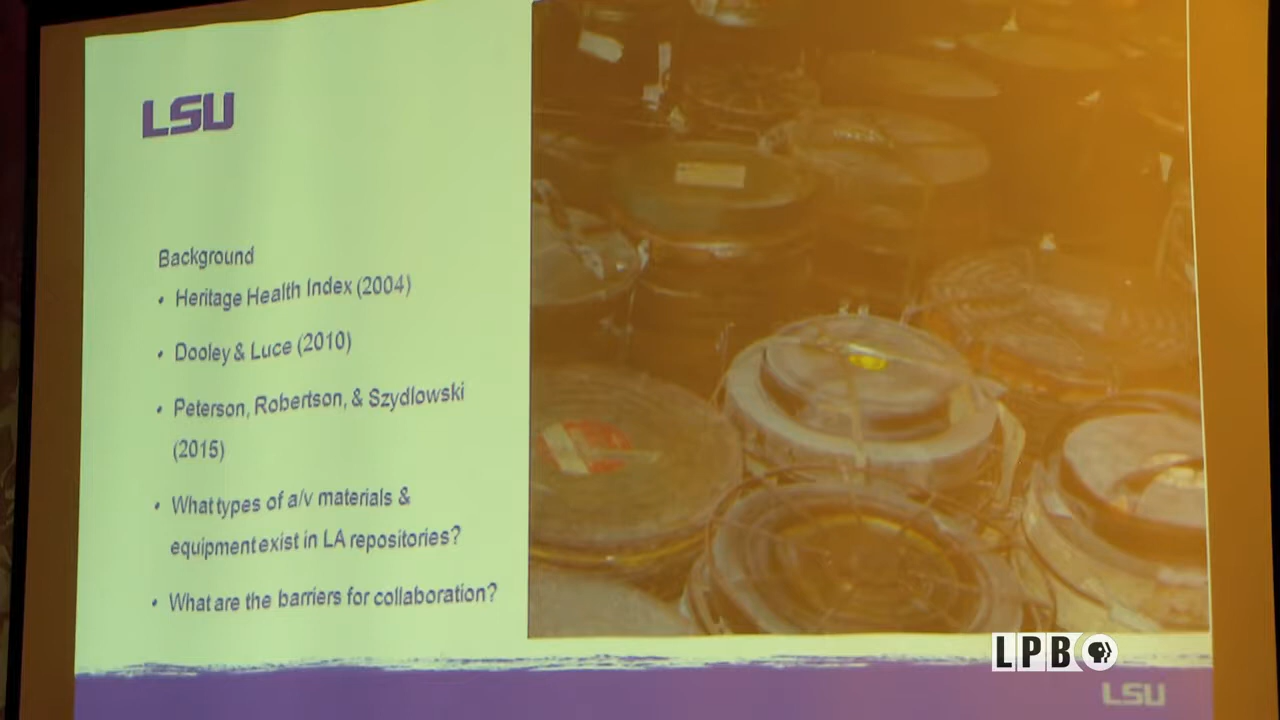 LSU
Background
• Heritage Health Index (2004)
• Dooley & Luce (2010)
• Peterson, Robertson, & Szydlowski
(2015)
• What types of a/v materials &
equipment exist in LA repositories?
• What are the barriers for collaboration?
LPB
LSU